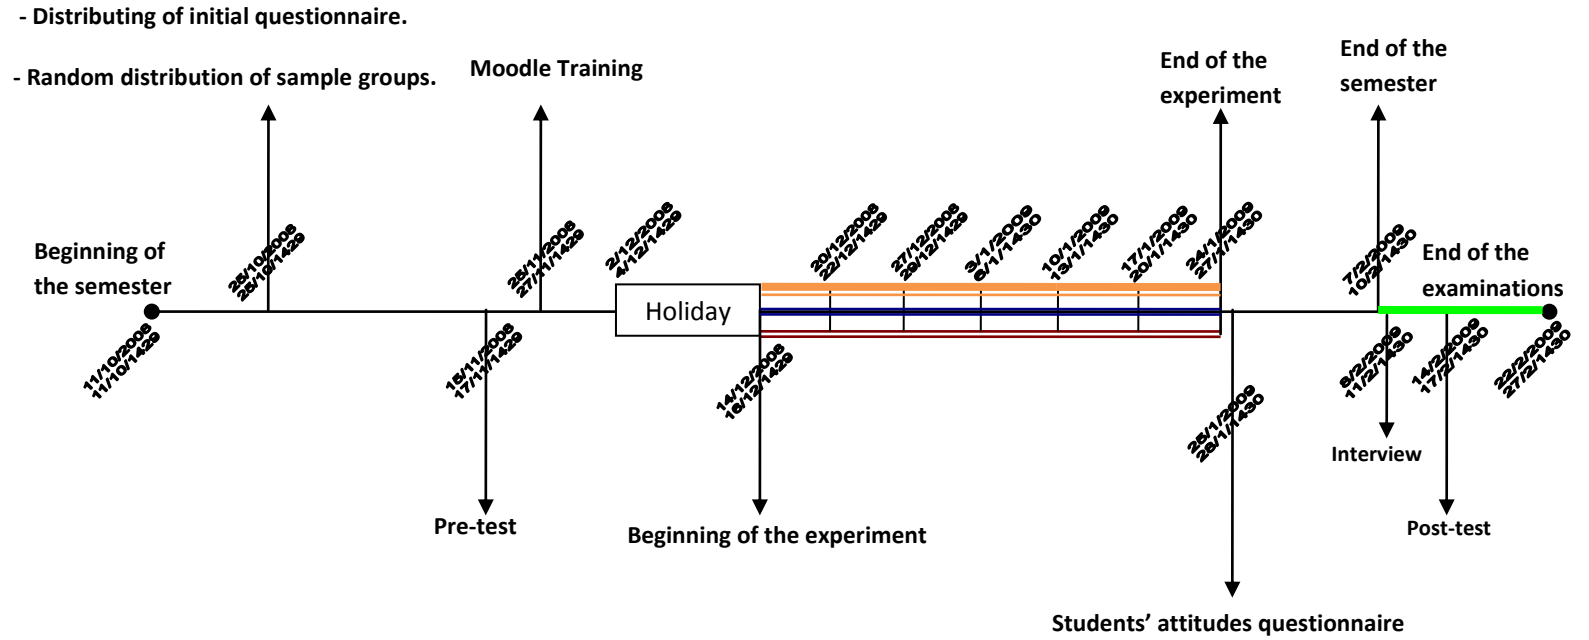 - Distributing of initial questionnaire.
- Random distribution of sample groups.
Moodle Training
End of the
experiment
End of the
semester
Beginning of
the semester
11/10/2008
11/10/1429
25/10/2008
25/10/1429
15/11/2008
17/11/1429
25/11/2008
27/11/1429
2/12/2008
4/12/1429
Holiday
14/12/2008
16/12/1429
20/12/2008
22/12/1429
27/12/2008
29/12/1429
3/1/2009
6/1/1430
10/1/2009
13/1/1430
17/1/2009
20/1/1430
24/1/2009
27/1/1430
25/1/2009
28/1/1430
7/2/2009
10/2/1430
End of the
examinations
8/2/2009
11/2/1430
14/2/2009
17/2/1430
22/2/2009
27/2/1430
Interview
Pre-test
Beginning of the experiment
Post-test
Students’ attitudes questionnaire